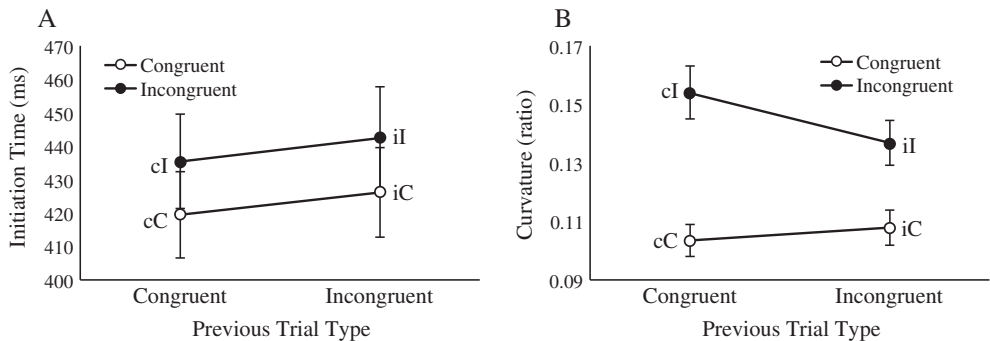 A
Initiation Time (ms)
470
460
450
440
430
420
410
400
Congruent
Incongruent
cI
iI
cC
iC
Congruent
Incongruent
Previous Trial Type
B
Curvature (ratio)
0.17
0.15
0.13
0.11
0.09
Congruent
Incongruent
cI
iI
cC
iC
Congruent
Incongruent
Previous Trial Type